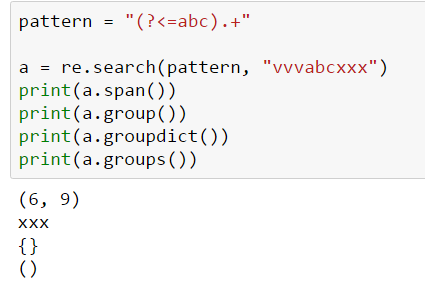 pattern = "(?<=abc).+"
a = re.search(pattern, "vvvabcxxx")
print(a.span())
print(a.group())
print(a.groupdict())
print(a.groups())
(6, 9)
xxx
{}
()